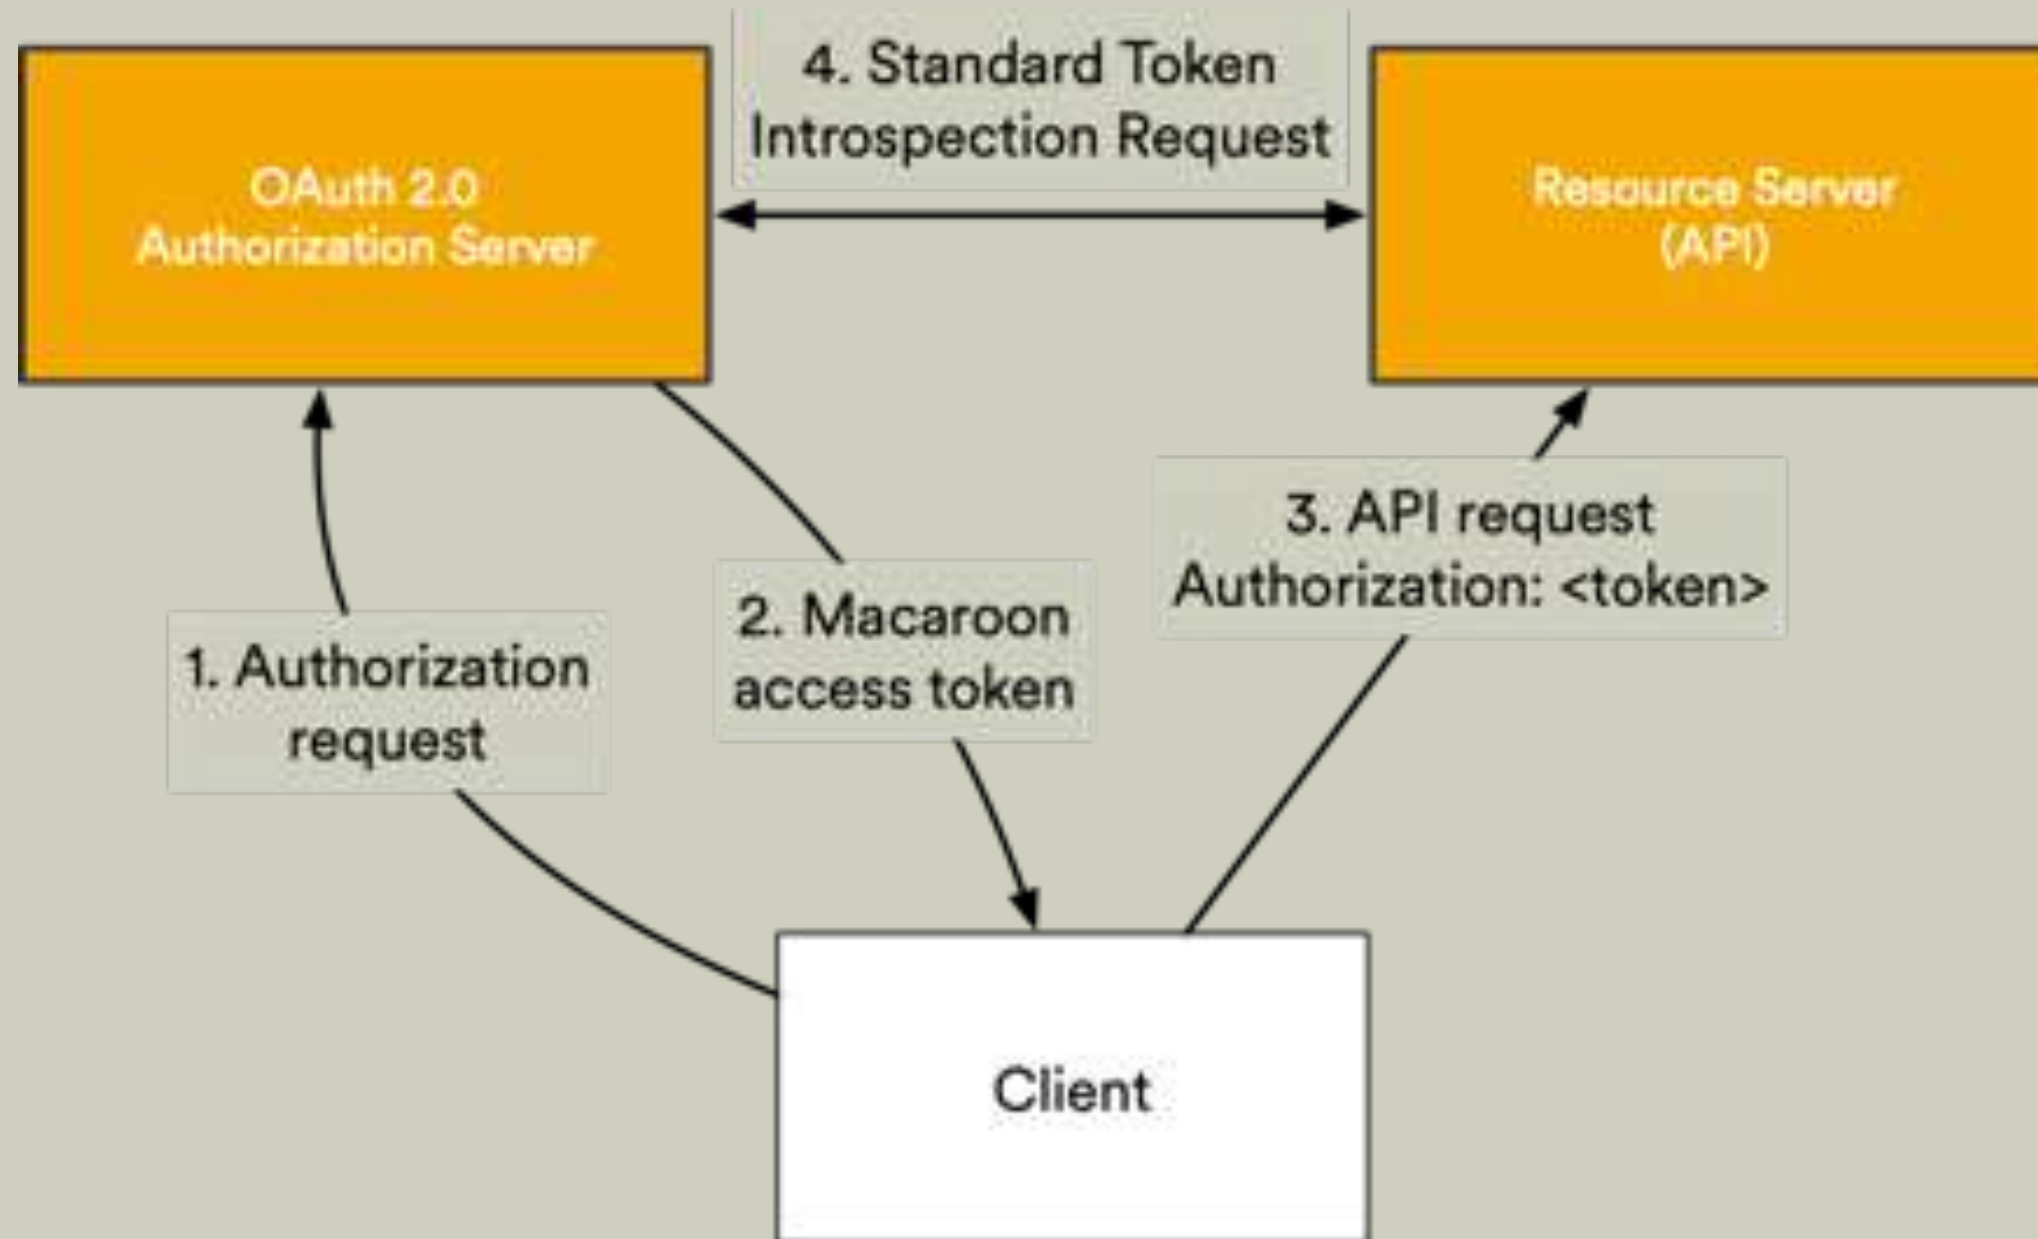 4. Standard Token
Introspection Request
OAuth 2.0
Authorization Server
Resource Server
(API)
1. Authorization
request
2. Macaroon
access token
3. API request
Authorization: <token>
Client